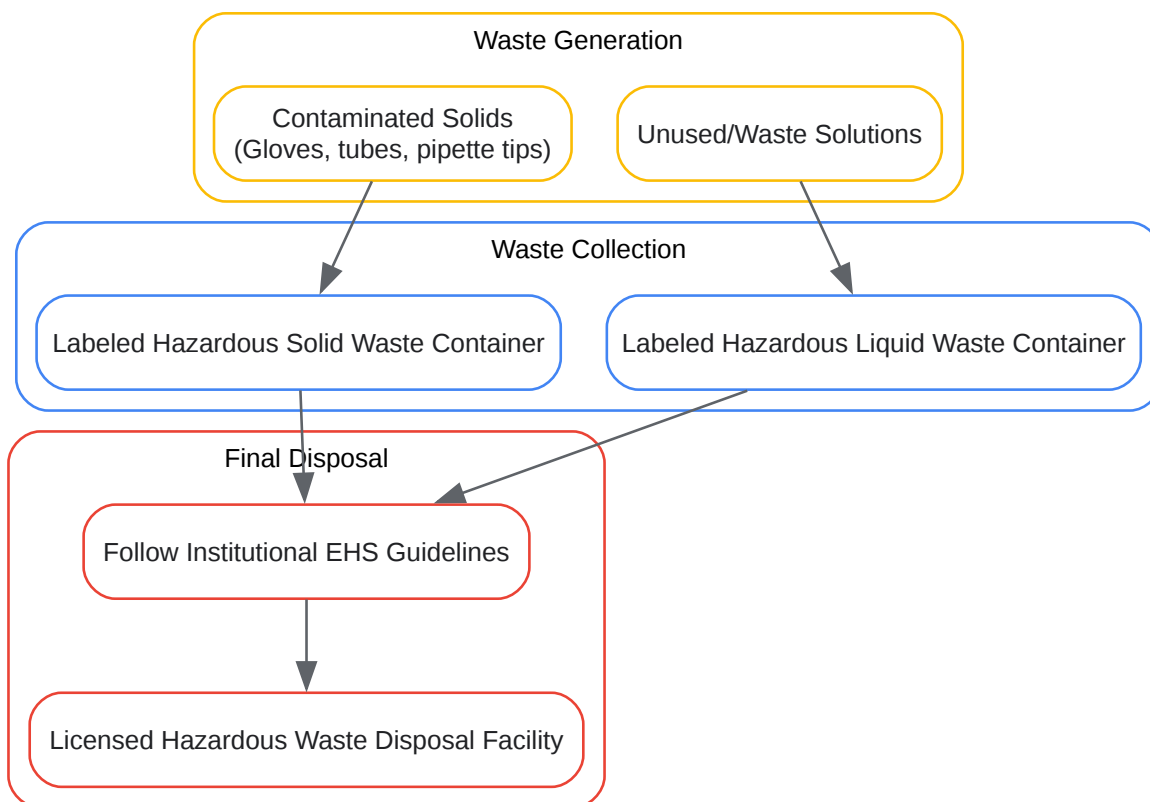 Waste Generation
Contaminated Solids
(Gloves, tubes, pipette tips)
Unused/Waste Solutions
Waste Collection
Labeled Hazardous Solid Waste Container
Labeled Hazardous Liquid Waste Container
Final Disposal
Follow Institutional EHS Guidelines
Licensed Hazardous Waste Disposal Facility